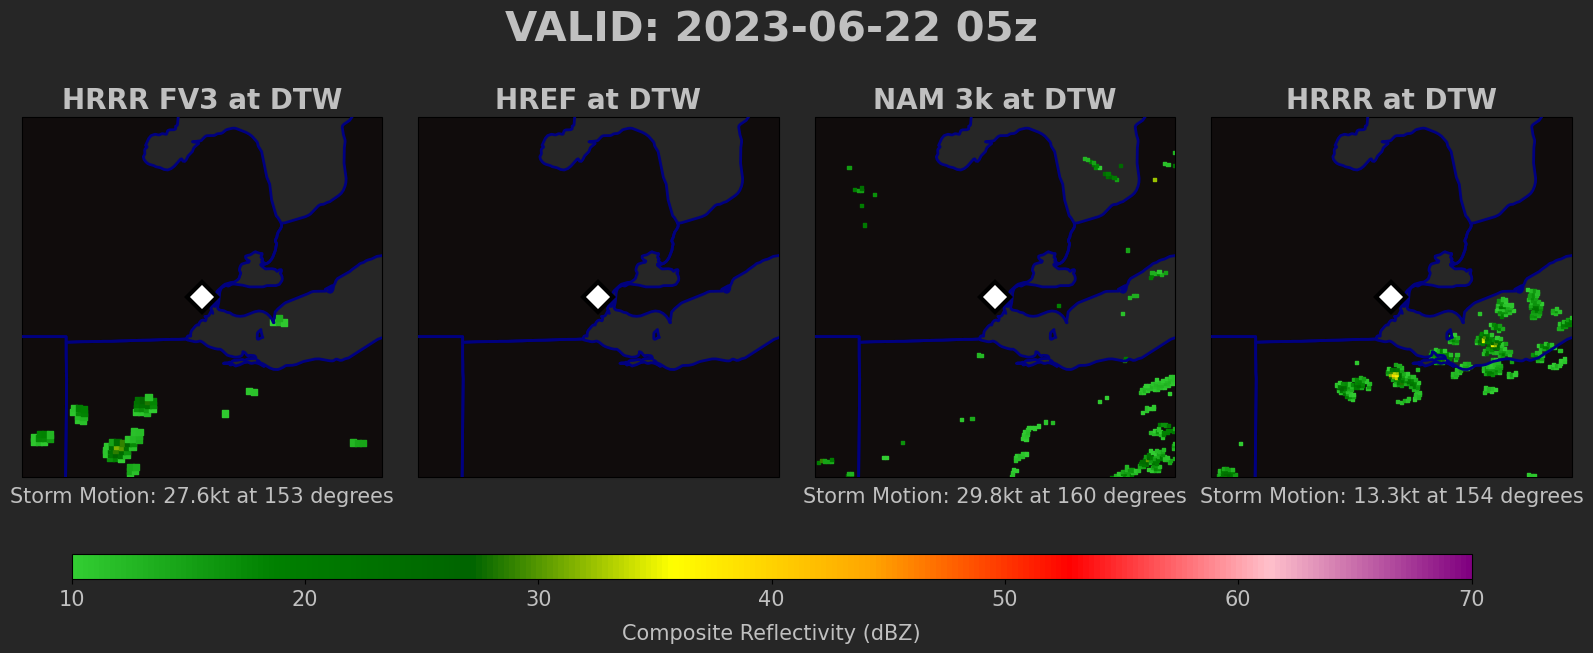 VALID: 2023-06-22 05z
HRRR FV3 at DTW
HREF at DTW
NAM 3k at DTW
HRRR at DTW
Storm Motion: 27.6kt at 153 degrees
Storm Motion: 29.8kt at 160 degrees
Storm Motion: 13.3kt at 154 degrees
10 20 30 40 50 60 70
Composite Reflectivity (dBZ)